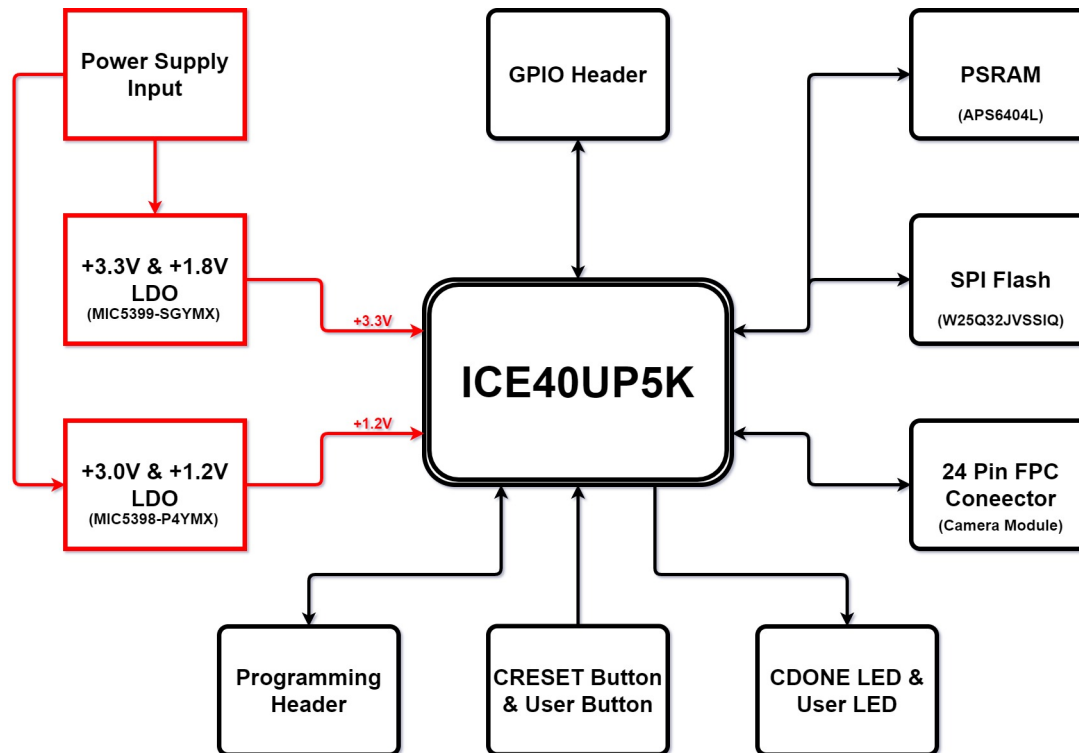 Power Supply
Input
GPIO Header
PSRAM
(APS6404L)
+3.3V & +1.8V
LDO
(MIC5399-SGYMX)
+3.3V
SPI Flash
(W25Q32JVSSIQ)
ICE40UP5K
+3.0V & +1.2V
LDO
(MIC5398-P4YMX)
+1.2V
24 Pin FPC
Coneector
(Camera Module)
Programming
Header
CRESET Button
& User Button
CDONE LED &
User LED